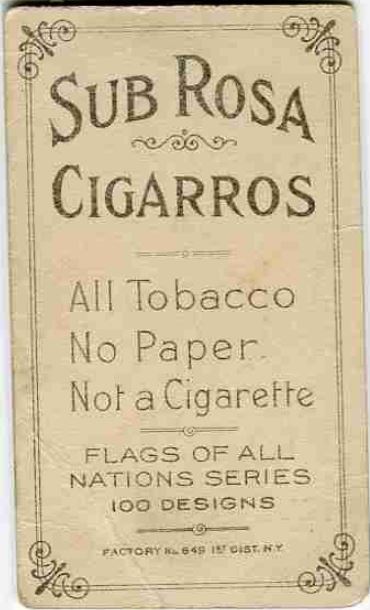 SUB ROSA
CIGARROS
All Tobacco
No Paper.
Not a Cigarette
FLAGS OF ALL
NATIONS SERIES
100 DESIGNS
FACTORY No. 649 1ST DIST. N.Y.